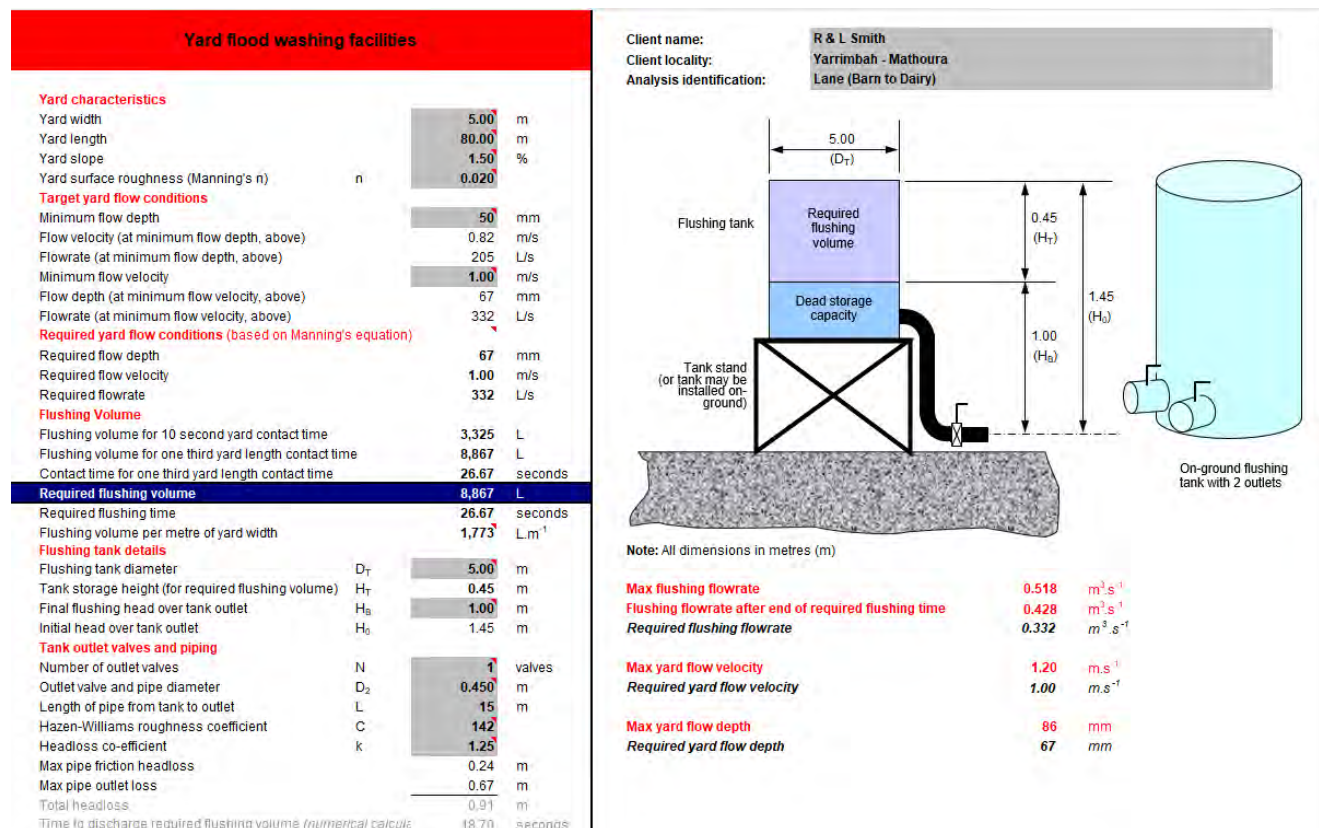 Yard flood washing facilities
Yard characteristics
Yard width 5.00 m
Yard length 80.00 m
Yard slope 1.50 %
Yard surface roughness (Manning's n) n 0.020
Target yard flow conditions
Minimum flow depth 50 mm
Flow velocity (at minimum flow depth, above) 0.82 m/s
Flowrate (at minimum flow depth, above) 205 L/s
Minimum flow velocity 1.00 m/s
Flow depth (at minimum flow velocity, above) 67 mm
Flowrate (at minimum flow velocity, above) 332 L/s
Required yard flow conditions (based on Manning's equation)
Required flow depth 67 mm
Required flow velocity 1.00 m/s
Required flowrate 332 L/s
Flushing Volume
Flushing volume for 10 second yard contact time 3,325 L
Flushing volume for one third yard length contact time 8,867 L
Contact time for one third yard length contact time 26.67 seconds
Required flushing volume 8,867 L
Required flushing time 26.67 seconds
Flushing volume per metre of yard width 1,773 L.m⁻¹
Flushing tank details
Flushing tank diameter D_T 5.00 m
Tank storage height (for required flushing volume) H_T 0.45 m
Final flushing head over tank outlet H_B 1.00 m
Initial head over tank outlet H₀ 1.45 m
Tank outlet valves and piping
Number of outlet valves N 1 valves
Outlet valve and pipe diameter D₂ 0.450 m
Length of pipe from tank to outlet L 15 m
Hazen-Williams roughness coefficient C 142
Headloss co-efficient k 1.25
Max pipe friction headloss 0.24 m
Max pipe outlet loss 0.67 m
Total headloss 0.91 m
Time to discharge required flushing volume (numerical calcula 18.70 seconds
Client name: R & L Smith
Client locality: Yarrimbah - Mathoura
Analysis identification: Lane (Barn to Dairy)
5.00
(D_T)
Flushing tank
Required
flushing
volume
0.45
(H_T)
Dead storage
capacity
1.45
(H₀)
1.00
(H_B)
Tank stand
(or tank may be
installed on-
ground)
On-ground flushing
tank with 2 outlets
Note: All dimensions in metres (m)
Max flushing flowrate 0.518 m³.s⁻¹
Flushing flowrate after end of required flushing time 0.428 m³.s⁻¹
Required flushing flowrate 0.332 m³.s⁻¹
Max yard flow velocity 1.20 m.s⁻¹
Required yard flow velocity 1.00 m.s⁻¹
Max yard flow depth 86 mm
Required yard flow depth 67 mm